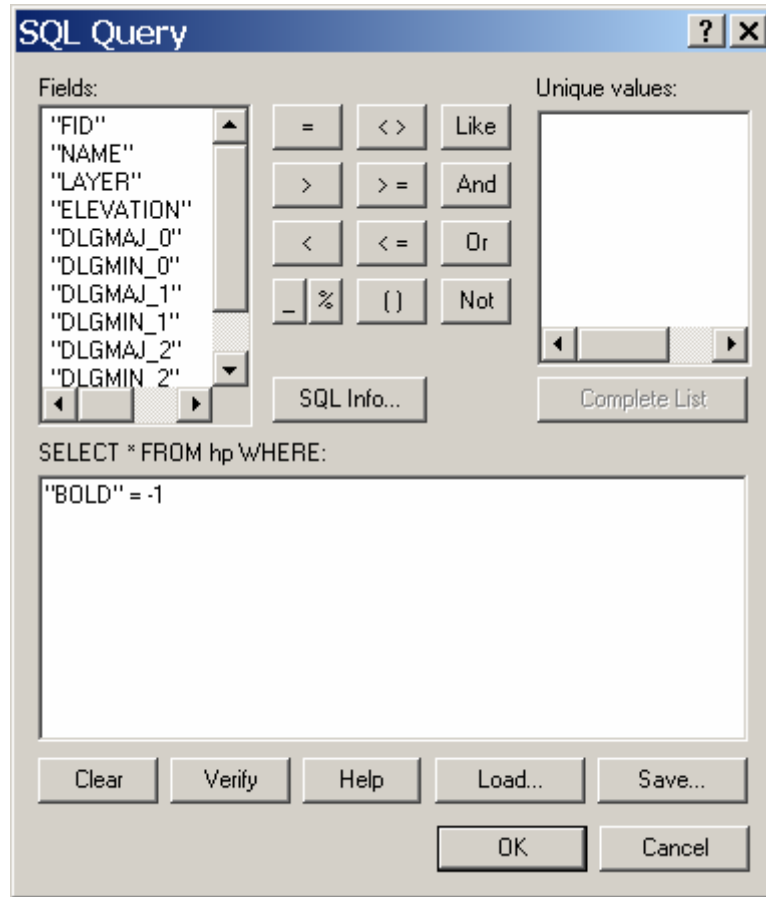 SQL Query
? X
Fields:
Unique values:
"FID"
"NAME"
"LAYER"
"ELEVATION"
"DLGMAJ_0"
"DLGMIN_0"
"DLGMAJ_1"
"DLGMIN_1"
"DLGMAJ_2"
"DLGMIN_2"
= < > Like
> > = And
< < = Or
_ % ( ) Not
SQL Info...
Complete List
SELECT * FROM hp WHERE:
"BOLD" = -1
Clear Verify Help Load... Save...
OK Cancel